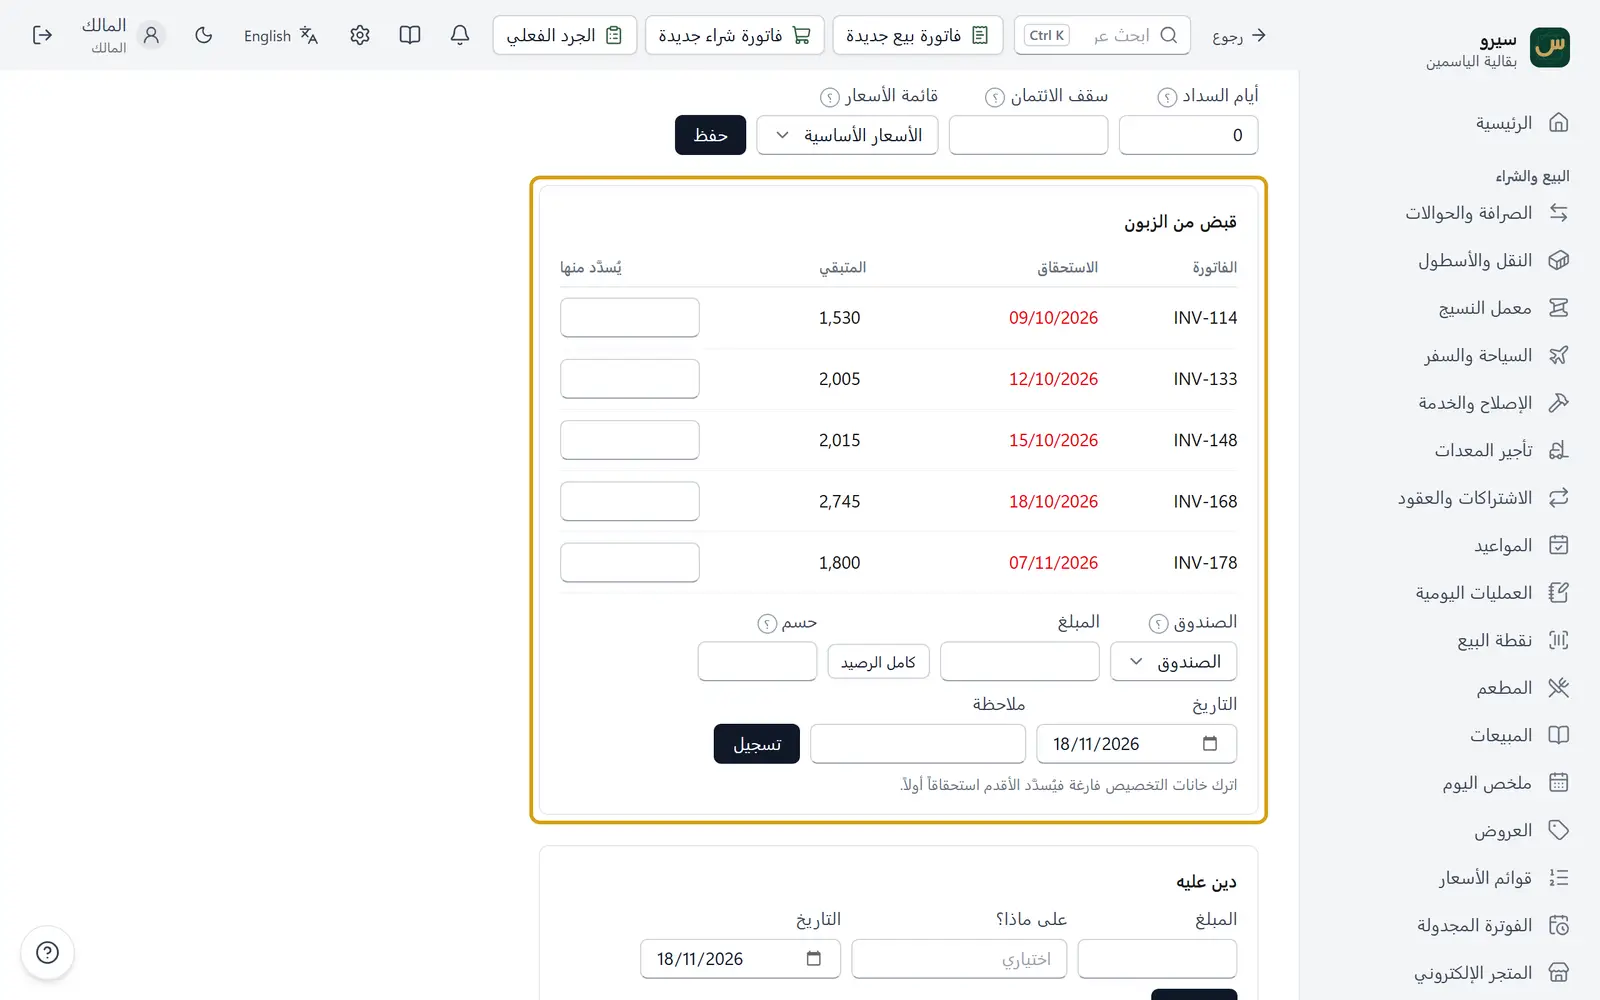 سيرو
بقالية الياسمين
رجوع
ابحث عر
Ctrl K
فاتورة بيع جديدة
فاتورة شراء جديدة
الجرد الفعلي
English
المالك
المالك
الرئيسية
البيع والشراء
الصرافة والحوالات
النقل والأسطول
معمل النسيج
السياحة والسفر
الإصلاح والخدمة
تأجير المعدات
الاشتراكات والعقود
المواعيد
العمليات اليومية
نقطة البيع
المطعم
المبيعات
ملخص اليوم
العروض
قوائم الأسعار
الفوترة المجدولة
المتجر الإلكتروني
أيام السداد ؟ سقف الائتمان ؟ قائمة الأسعار ؟
0 الأسعار الأساسية حفظ
قبض من الزبون
الفاتورة الاستحقاق المتبقي يُسدَّد منها
INV-114 09/10/2026 1,530
INV-133 12/10/2026 2,005
INV-148 15/10/2026 2,015
INV-168 18/10/2026 2,745
INV-178 07/11/2026 1,800
الصندوق ؟ المبلغ حسم ؟
الصندوق كامل الرصيد
التاريخ ملاحظة
18/11/2026 تسجيل
اترك خانات التخصيص فارغة فيُسدَّد الأقدم استحقاقاً أولاً.
دين عليه
المبلغ على ماذا؟ التاريخ
اختياري 18/11/2026